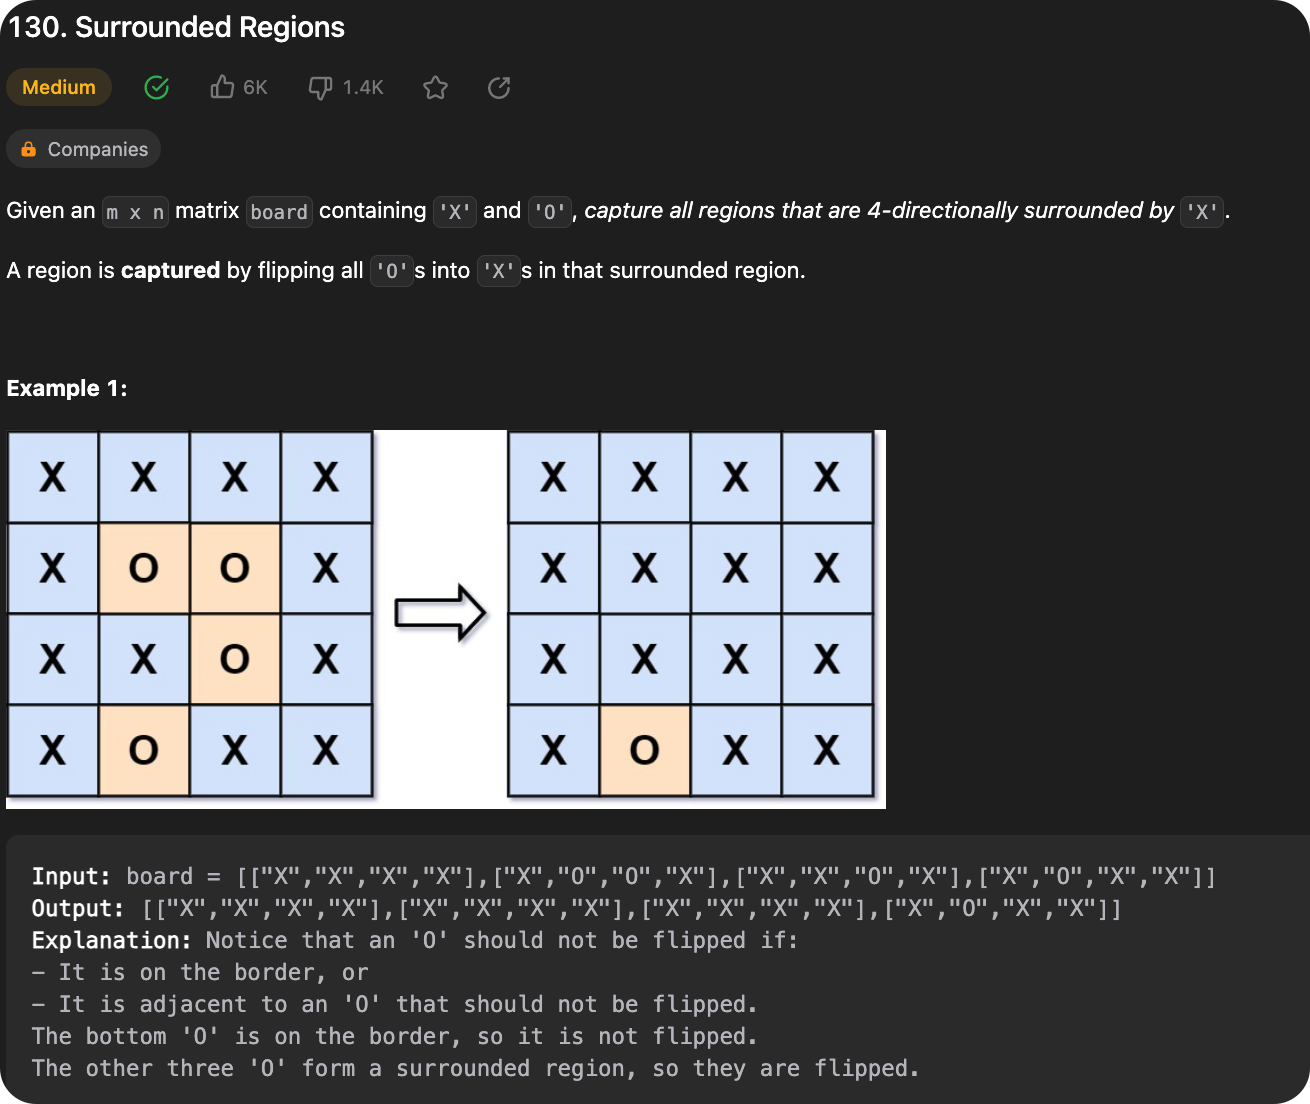 130. Surrounded Regions
Medium 6K 1.4K
Companies
Given an m x n matrix board containing 'X' and 'O', capture all regions that are 4-directionally surrounded by 'X'.
A region is captured by flipping all 'O's into 'X's in that surrounded region.
Example 1:
X X X X X X X X
X O O X X X X X
X X O X X X X X
X O X X X O X X
Input: board = [["X","X","X","X"],["X","O","O","X"],["X","X","O","X"],["X","O","X","X"]]
Output: [["X","X","X","X"],["X","X","X","X"],["X","X","X","X"],["X","O","X","X"]]
Explanation: Notice that an 'O' should not be flipped if:
- It is on the border, or
- It is adjacent to an 'O' that should not be flipped.
The bottom 'O' is on the border, so it is not flipped.
The other three 'O' form a surrounded region, so they are flipped.